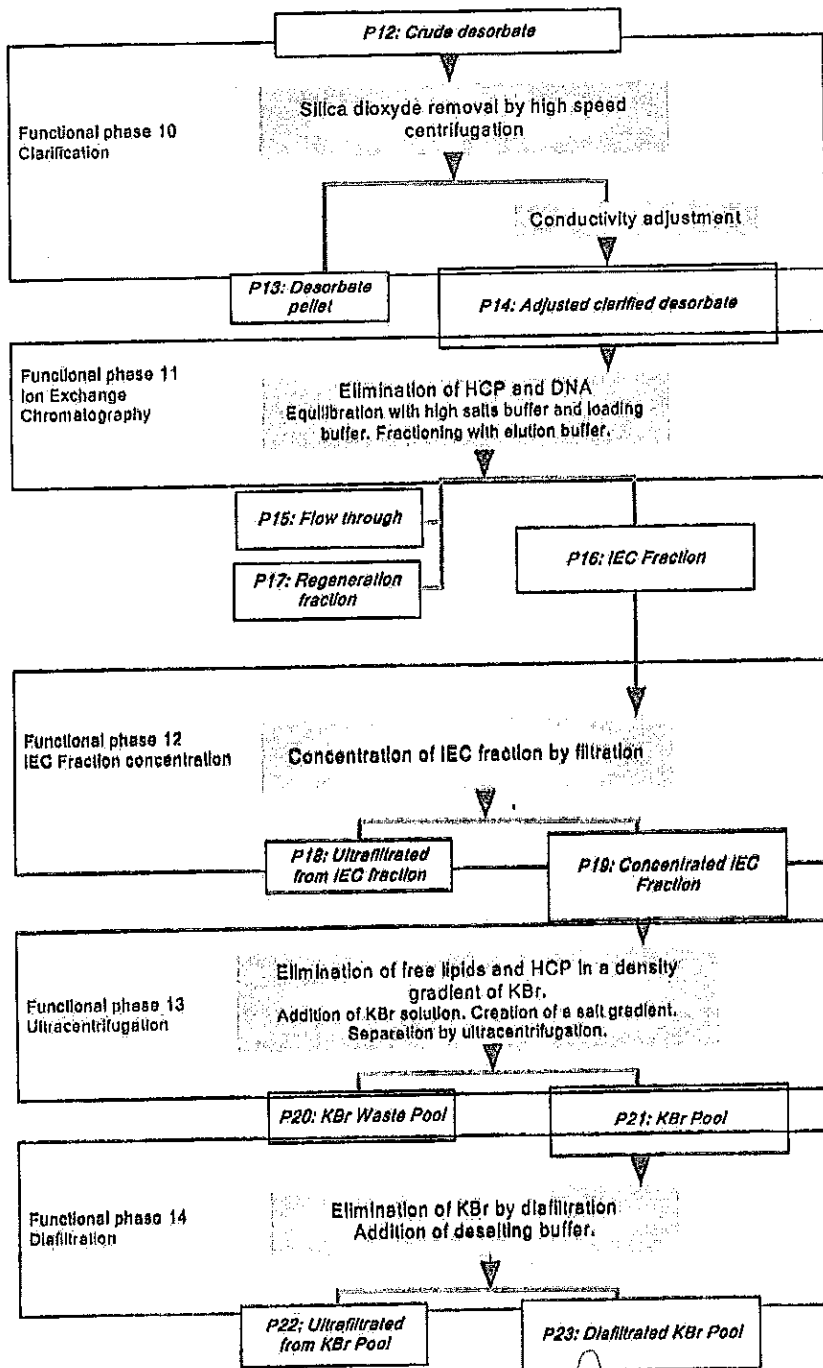 P12: Crude desorbate
Functional phase 10
Clarification
Silica dioxyde removal by high speed
centrifugation
Conductivity adjustment
P13: Desorbate
pellet
P14: Adjusted clarified desorbate
Functional phase 11
Ion Exchange
Chromatography
Elimination of HCP and DNA
Equilibration with high salts buffer and loading
buffer. Fractioning with elution buffer.
P15: Flow through
P17: Regeneration
fraction
P16: IEC Fraction
Functional phase 12
IEC Fraction concentration
Concentration of IEC fraction by filtration
P18: Ultrafiltrated
from IEC fraction
P19: Concentrated IEC
Fraction
Functional phase 13
Ultracentrifugation
Elimination of free lipids and HCP in a density
gradient of KBr.
Addition of KBr solution. Creation of a salt gradient.
Separation by ultracentrifugation.
P20: KBr Waste Pool
P21: KBr Pool
Functional phase 14
Diafiltration
Elimination of KBr by diafiltration
Addition of desalting buffer.
P22: Ultrafiltrated
from KBr Pool
P23: Diafiltrated KBr Pool